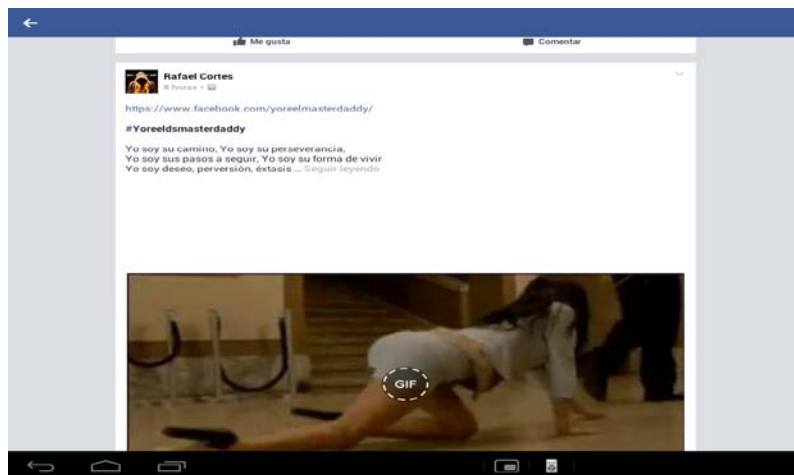 Me gusta
Comentar
Rafael Cortes
8 horas
https://www.facebook.com/yoreelmasterdaddy/
#Yoreeldsmasterdaddy
Yo soy su camino, Yo soy su perseverancia,
Yo soy sus pasos a seguir, Yo soy su forma de vivir
Yo soy deseo, perversión, éxtasis ... Seguir leyendo
GIF